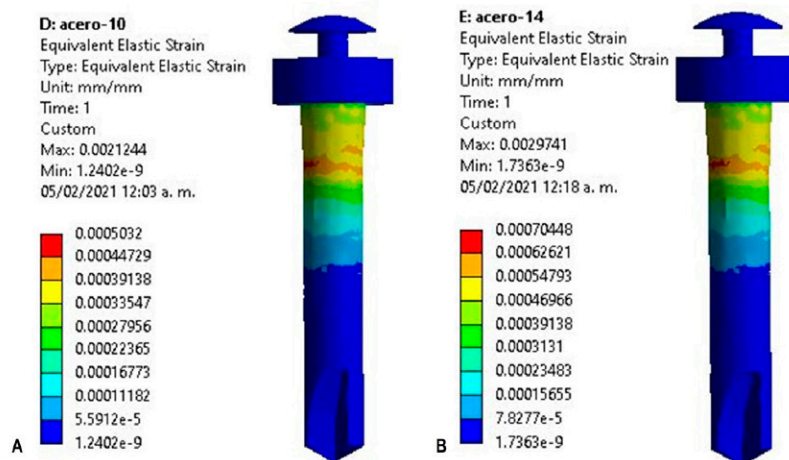 D: acero-10
Equivalent Elastic Strain
Type: Equivalent Elastic Strain
Unit: mm/mm
Time: 1
Custom
Max: 0.0021244
Min: 1.2402e-9
05/02/2021 12:03 a. m.
0.0005032
0.00044729
0.00039138
0.00033547
0.00027956
0.00022365
0.00016773
0.00011182
5.5912e-5
1.2402e-9
A
E: acero-14
Equivalent Elastic Strain
Type: Equivalent Elastic Strain
Unit: mm/mm
Time: 1
Custom
Max: 0.0029741
Min: 1.7363e-9
05/02/2021 12:18 a. m.
0.00070448
0.00062621
0.00054793
0.00046966
0.00039138
0.0003131
0.00023483
0.00015655
7.8277e-5
1.7363e-9
B